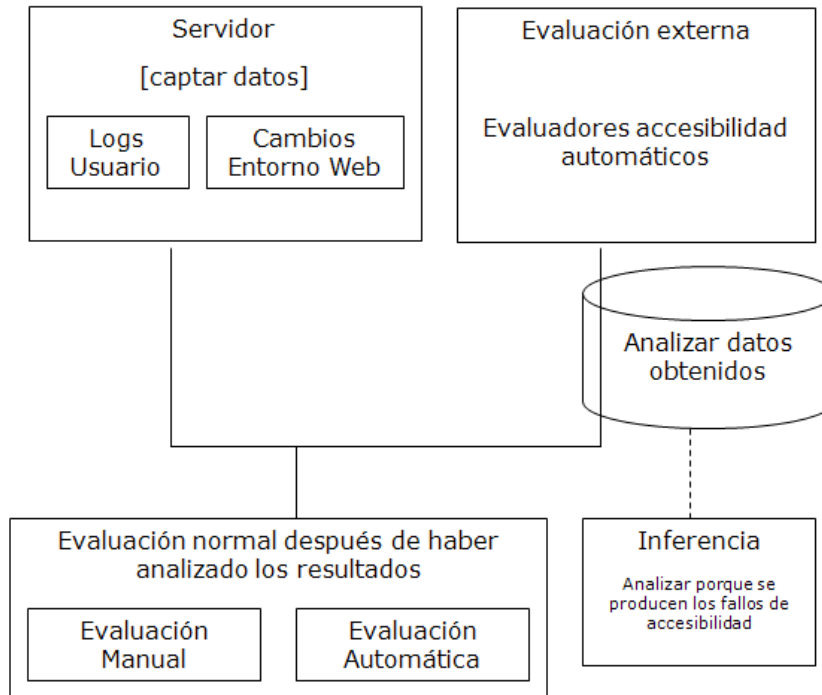 Servidor
[captar datos]
Logs
Usuario
Cambios
Entorno Web
Evaluación externa
Evaluadores accesibilidad
automáticos
Analizar datos
obtenidos
Evaluación normal después de haber
analizado los resultados
Evaluación
Manual
Evaluación
Automática
Inferencia
Analizar porque se
producen los fallos de
accesibilidad